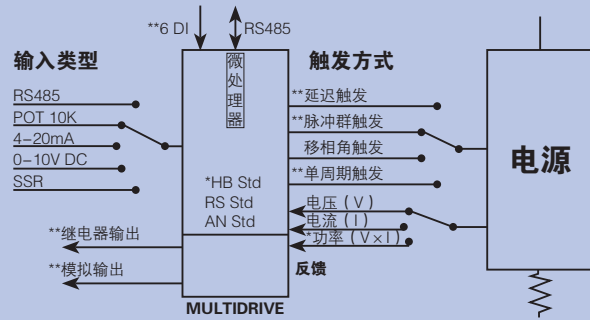 **6 DI
RS485
输入类型
RS485
POT 10K
4-20mA
0-10V DC
SSR
**继电器输出
**模拟输出
微处理器
*HB Std
RS Std
AN Std
MULTIDRIVE
触发方式
**延迟触发
**脉冲群触发
移相角触发
**单周期触发
电压(V)
电流(I)
*功率(V×I)
反馈
电源